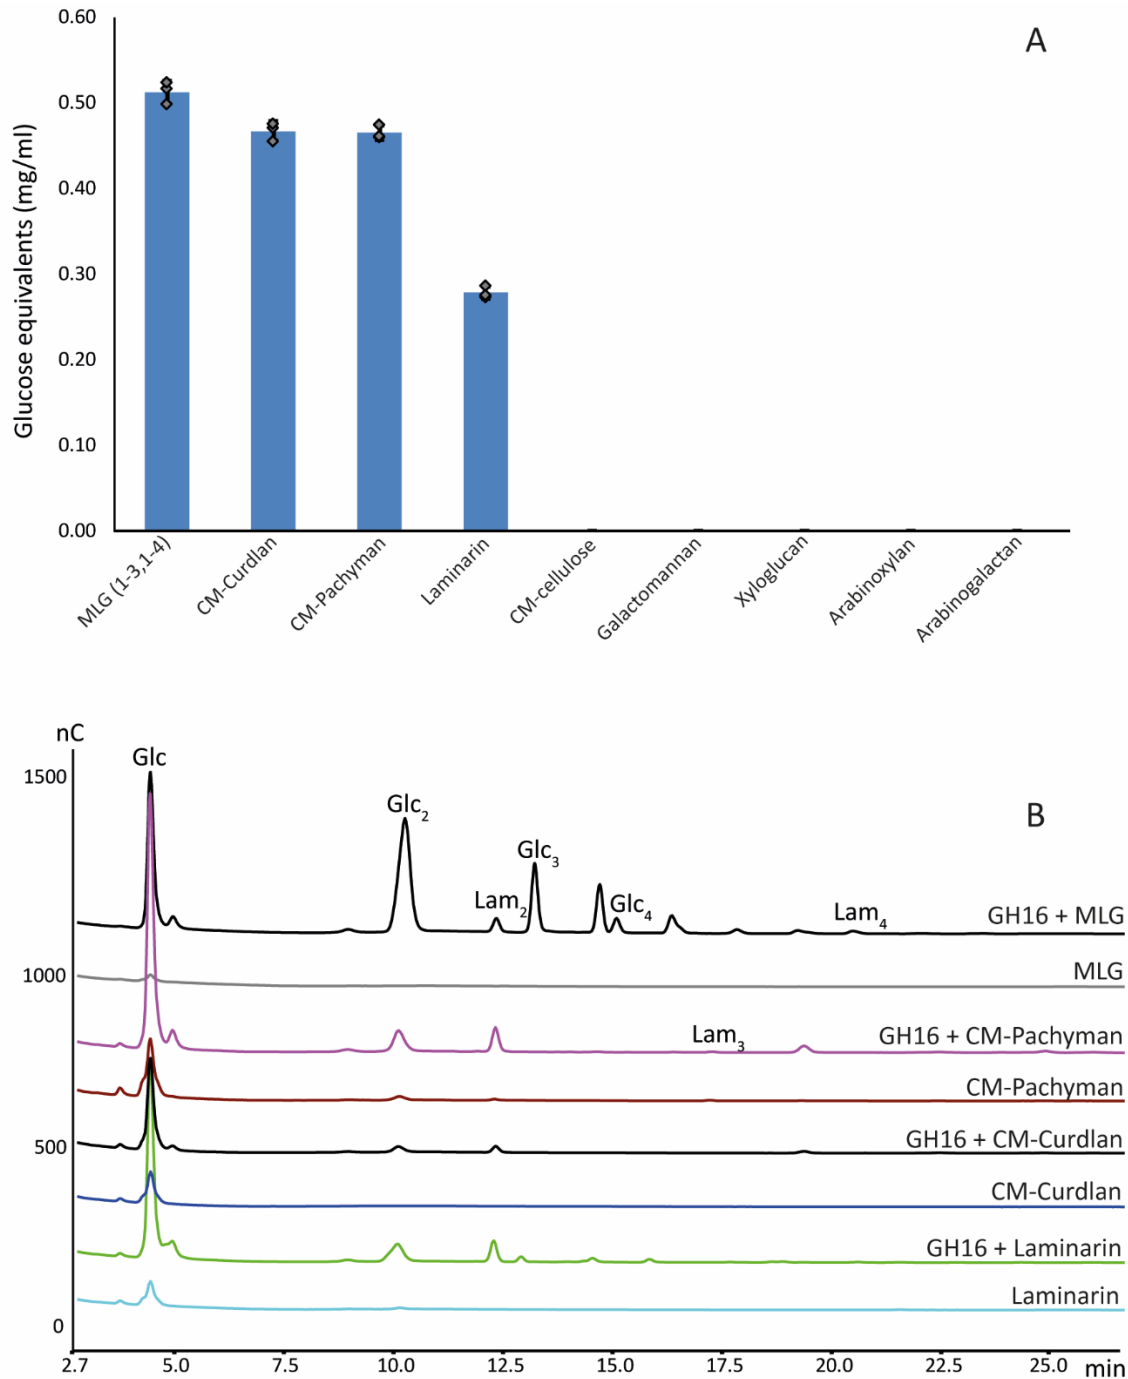 A
0.60
0.50
0.40
0.30
0.20
0.10
0.00
Glucose equivalents (mg/ml)
MLG (1-3,1-4)
CM-Curdlan
CM-Pachyman
Laminarin
CM-cellulose
Galactomannan
Xyloglucan
Arabinoxylan
Arabinogalactan
B
nC
1500
1000
500
0
Glc
Glc₂
Lam₂
Glc₃
Glc₄
Lam₄
GH16 + MLG
MLG
Lam₃
GH16 + CM-Pachyman
CM-Pachyman
GH16 + CM-Curdlan
CM-Curdlan
GH16 + Laminarin
Laminarin
2.7 5.0 7.5 10.0 12.5 15.0 17.5 20.0 22.5 25.0 min